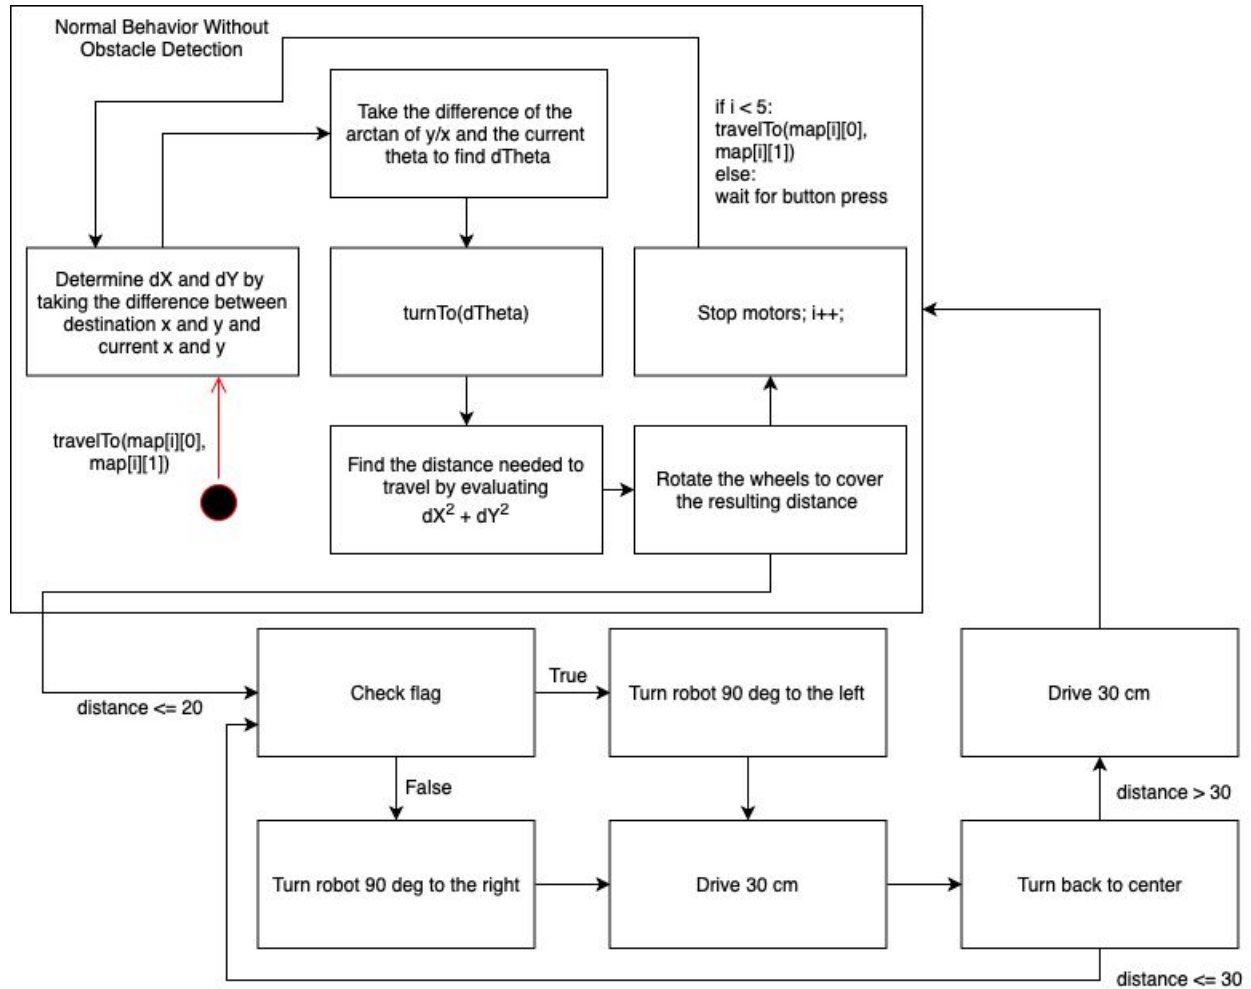 Normal Behavior Without
Obstacle Detection
Take the difference of the
arctan of y/x and the current
theta to find dTheta
if i < 5:
travelTo(map[i][0],
map[i][1])
else:
wait for button press
Determine dX and dY by
taking the difference between
destination x and y and
current x and y
turnTo(dTheta)
Stop motors; i++;
travelTo(map[i][0],
map[i][1])
Find the distance needed to
travel by evaluating
dX² + dY²
Rotate the wheels to cover
the resulting distance
distance <= 20
Check flag
True
Turn robot 90 deg to the left
Drive 30 cm
False
distance > 30
Turn robot 90 deg to the right
Drive 30 cm
Turn back to center
distance <= 30